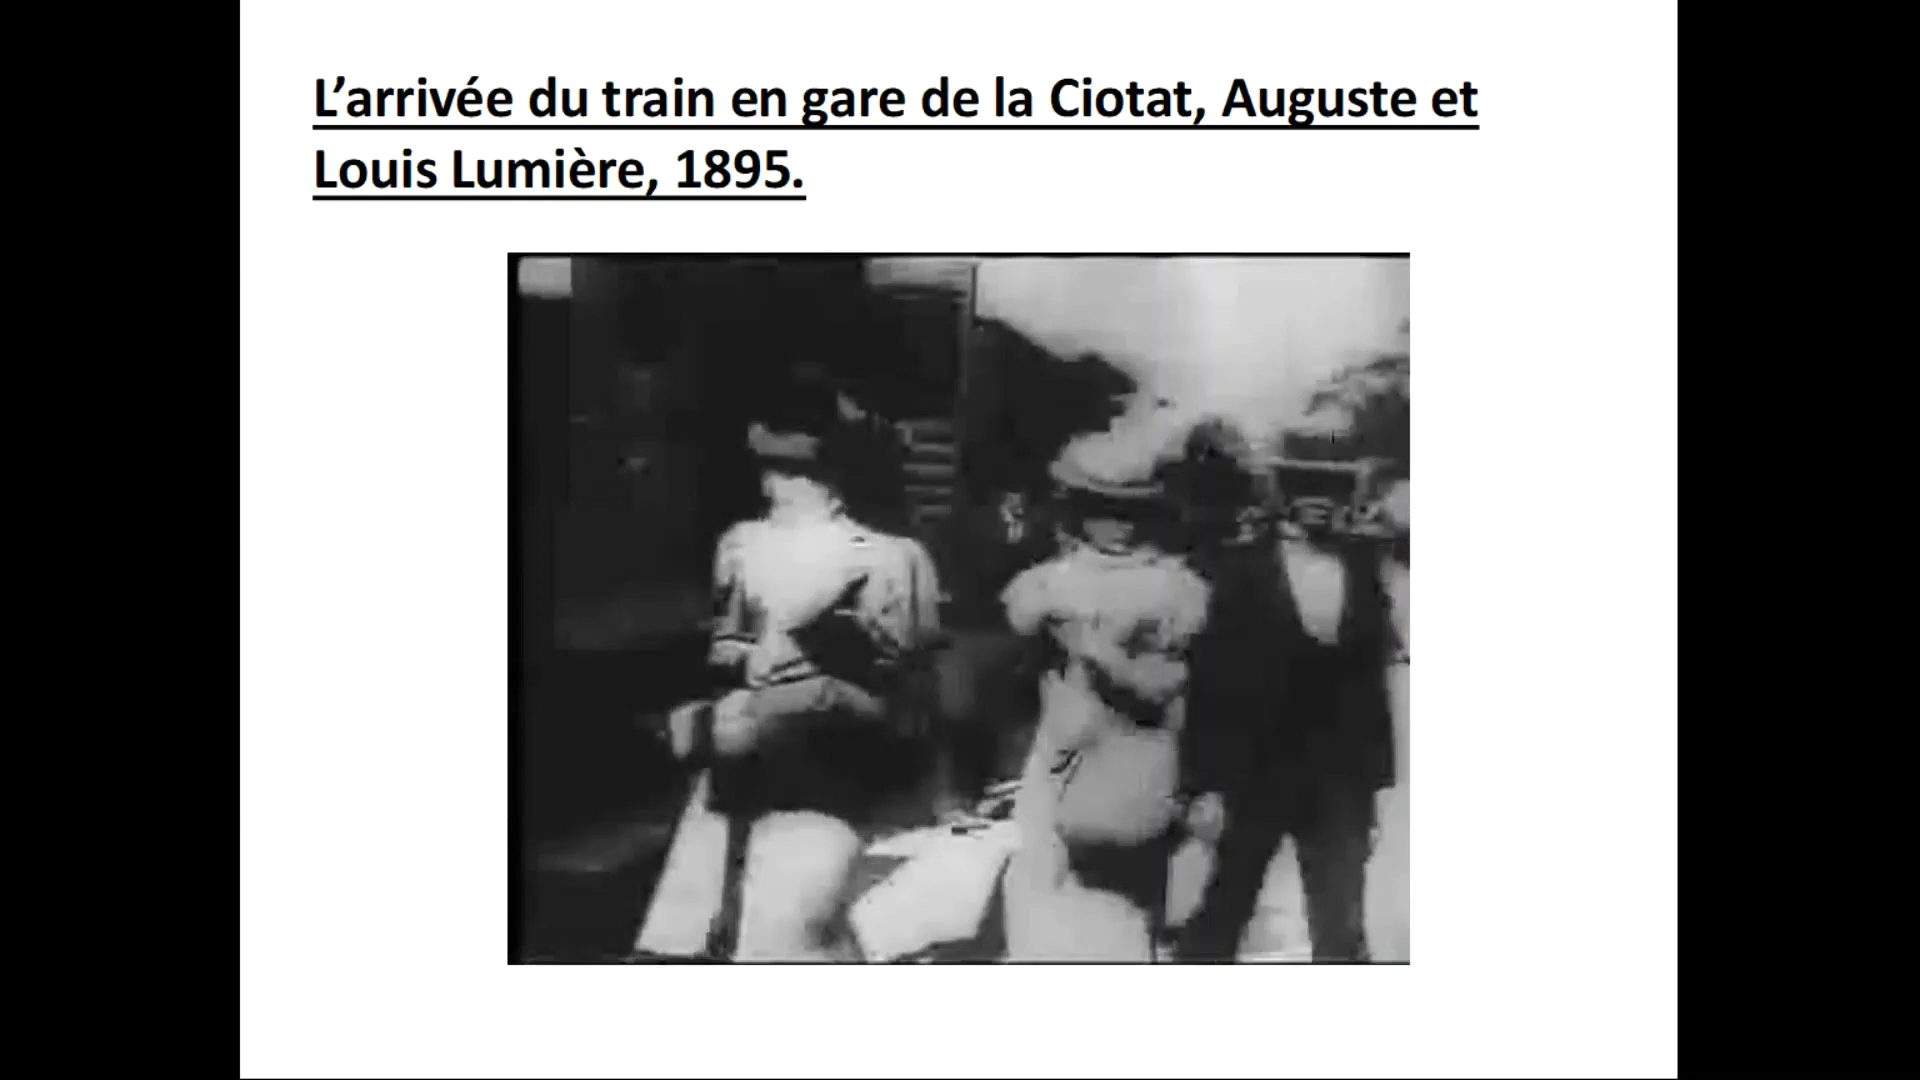 L’arrivée du train en gare de la Ciotat, Auguste et
Louis Lumière, 1895.